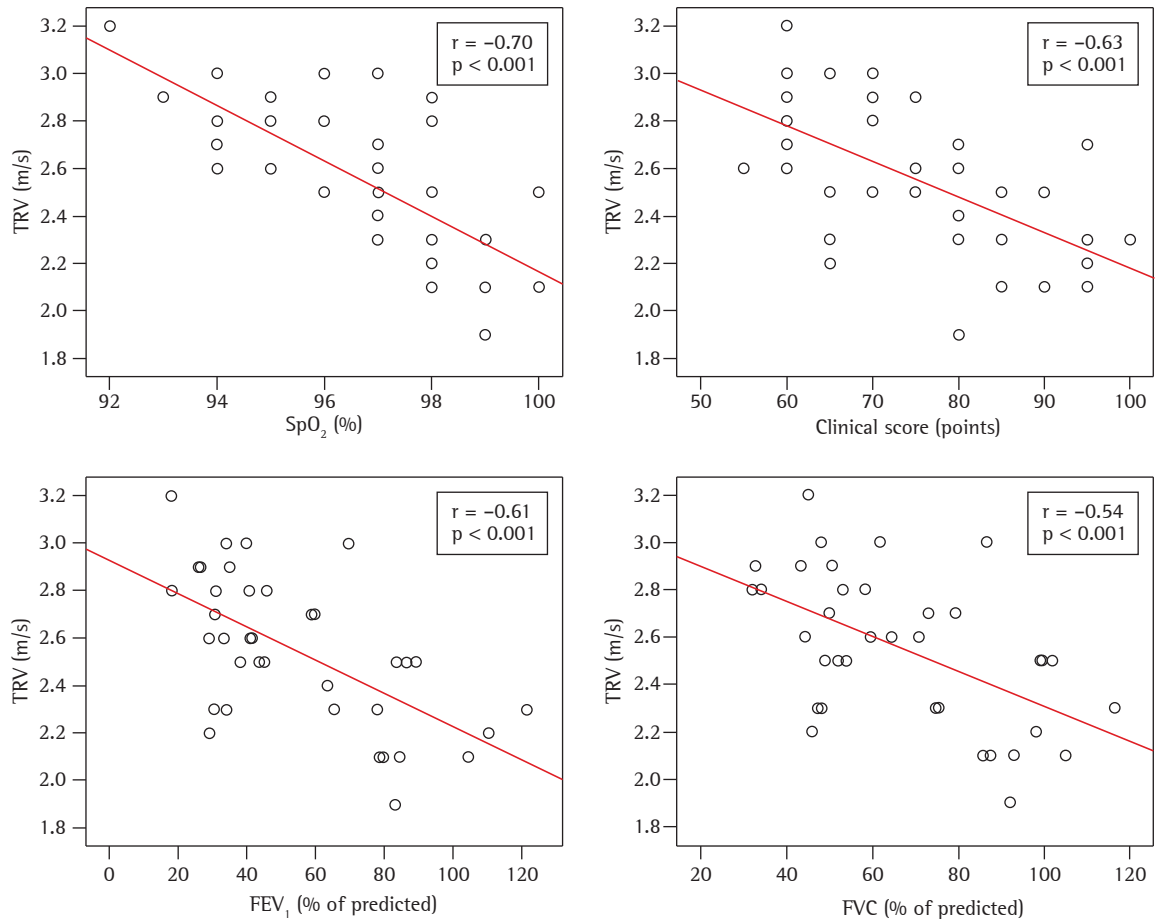 3.2
3.0
2.8
2.6
2.4
2.2
2.0
1.8
TRV (m/s)
r = –0.70
p < 0.001
92 94 96 98 100
SpO₂ (%)
3.2
3.0
2.8
2.6
2.4
2.2
2.0
1.8
TRV (m/s)
r = –0.63
p < 0.001
50 60 70 80 90 100
Clinical score (points)
3.2
3.0
2.8
2.6
2.4
2.2
2.0
1.8
TRV (m/s)
r = –0.61
p < 0.001
0 20 40 60 80 100 120
FEV₁ (% of predicted)
3.2
3.0
2.8
2.6
2.4
2.2
2.0
1.8
TRV (m/s)
r = –0.54
p < 0.001
20 40 60 80 100 120
FVC (% of predicted)